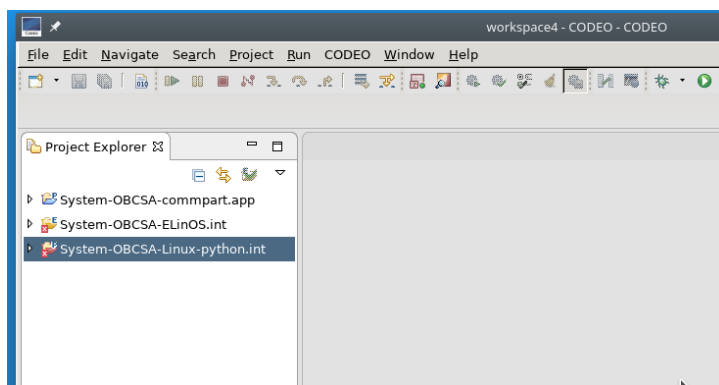 workspace4 - CODEO - CODEO
File Edit Navigate Search Project Run CODEO Window Help
010
Project Explorer
System-OBCSA-commpart.app
System-OBCSA-ELinOS.int
System-OBCSA-Linux-python.int